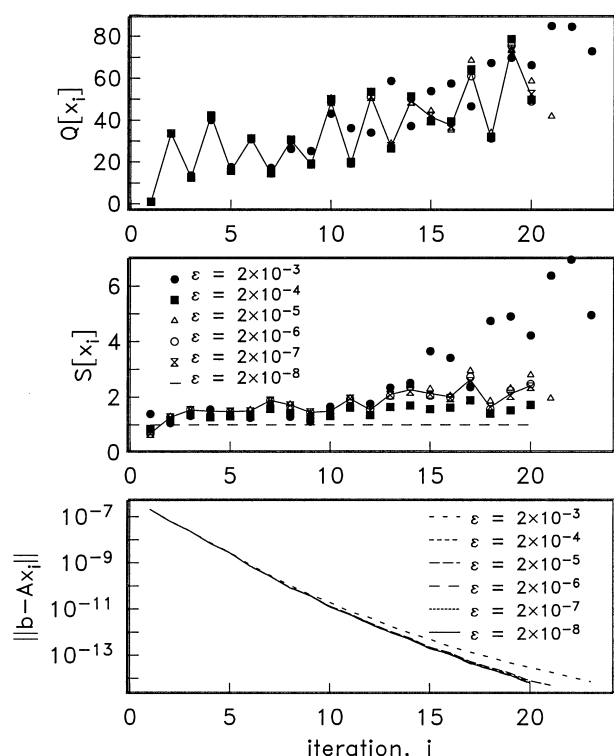 80
60
40
20
0
Q[x_i]
0 5 10 15 20
6
4
2
0
S[x_i]
ε = 2×10⁻³
ε = 2×10⁻⁴
ε = 2×10⁻⁵
ε = 2×10⁻⁶
ε = 2×10⁻⁷
ε = 2×10⁻⁸
0 5 10 15 20
10⁻⁷
10⁻⁹
10⁻¹¹
10⁻¹³
||b-Ax_i||
ε = 2×10⁻³
ε = 2×10⁻⁴
ε = 2×10⁻⁵
ε = 2×10⁻⁶
ε = 2×10⁻⁷
ε = 2×10⁻⁸
0 5 10 15 20
iteration, i